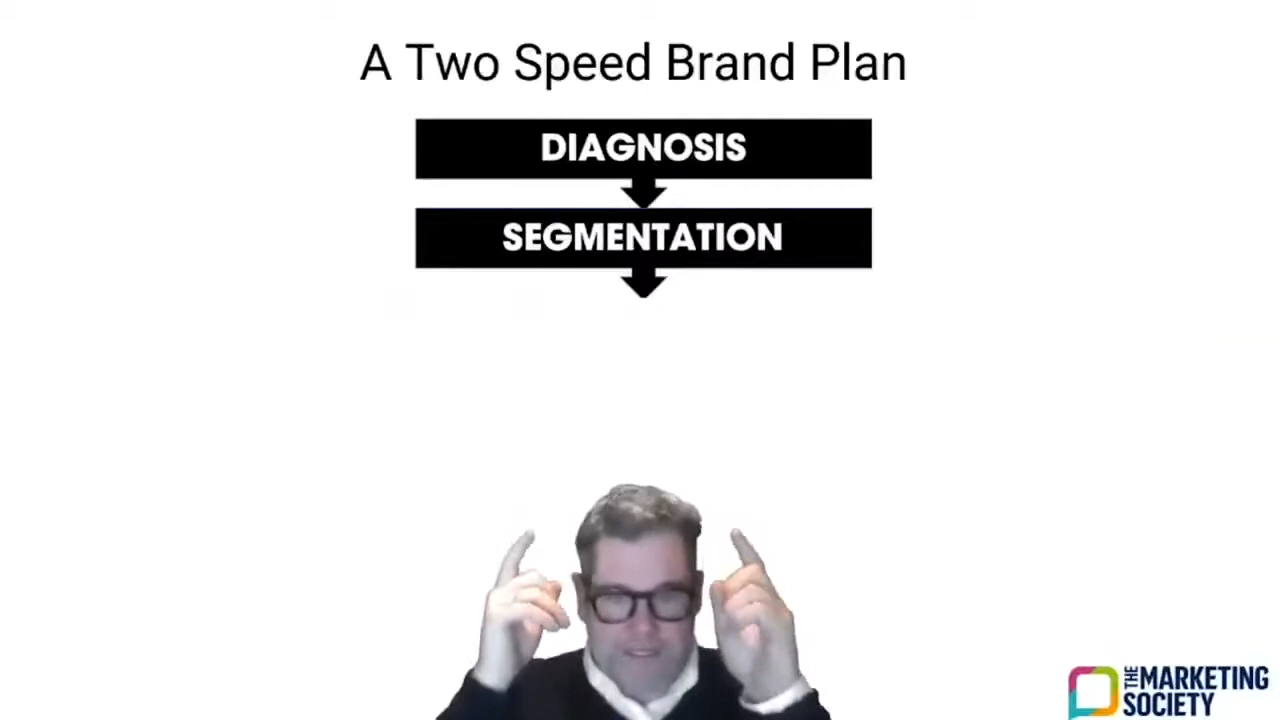 A Two Speed Brand Plan
DIAGNOSIS
SEGMENTATION
THE MARKETING
SOCIETY